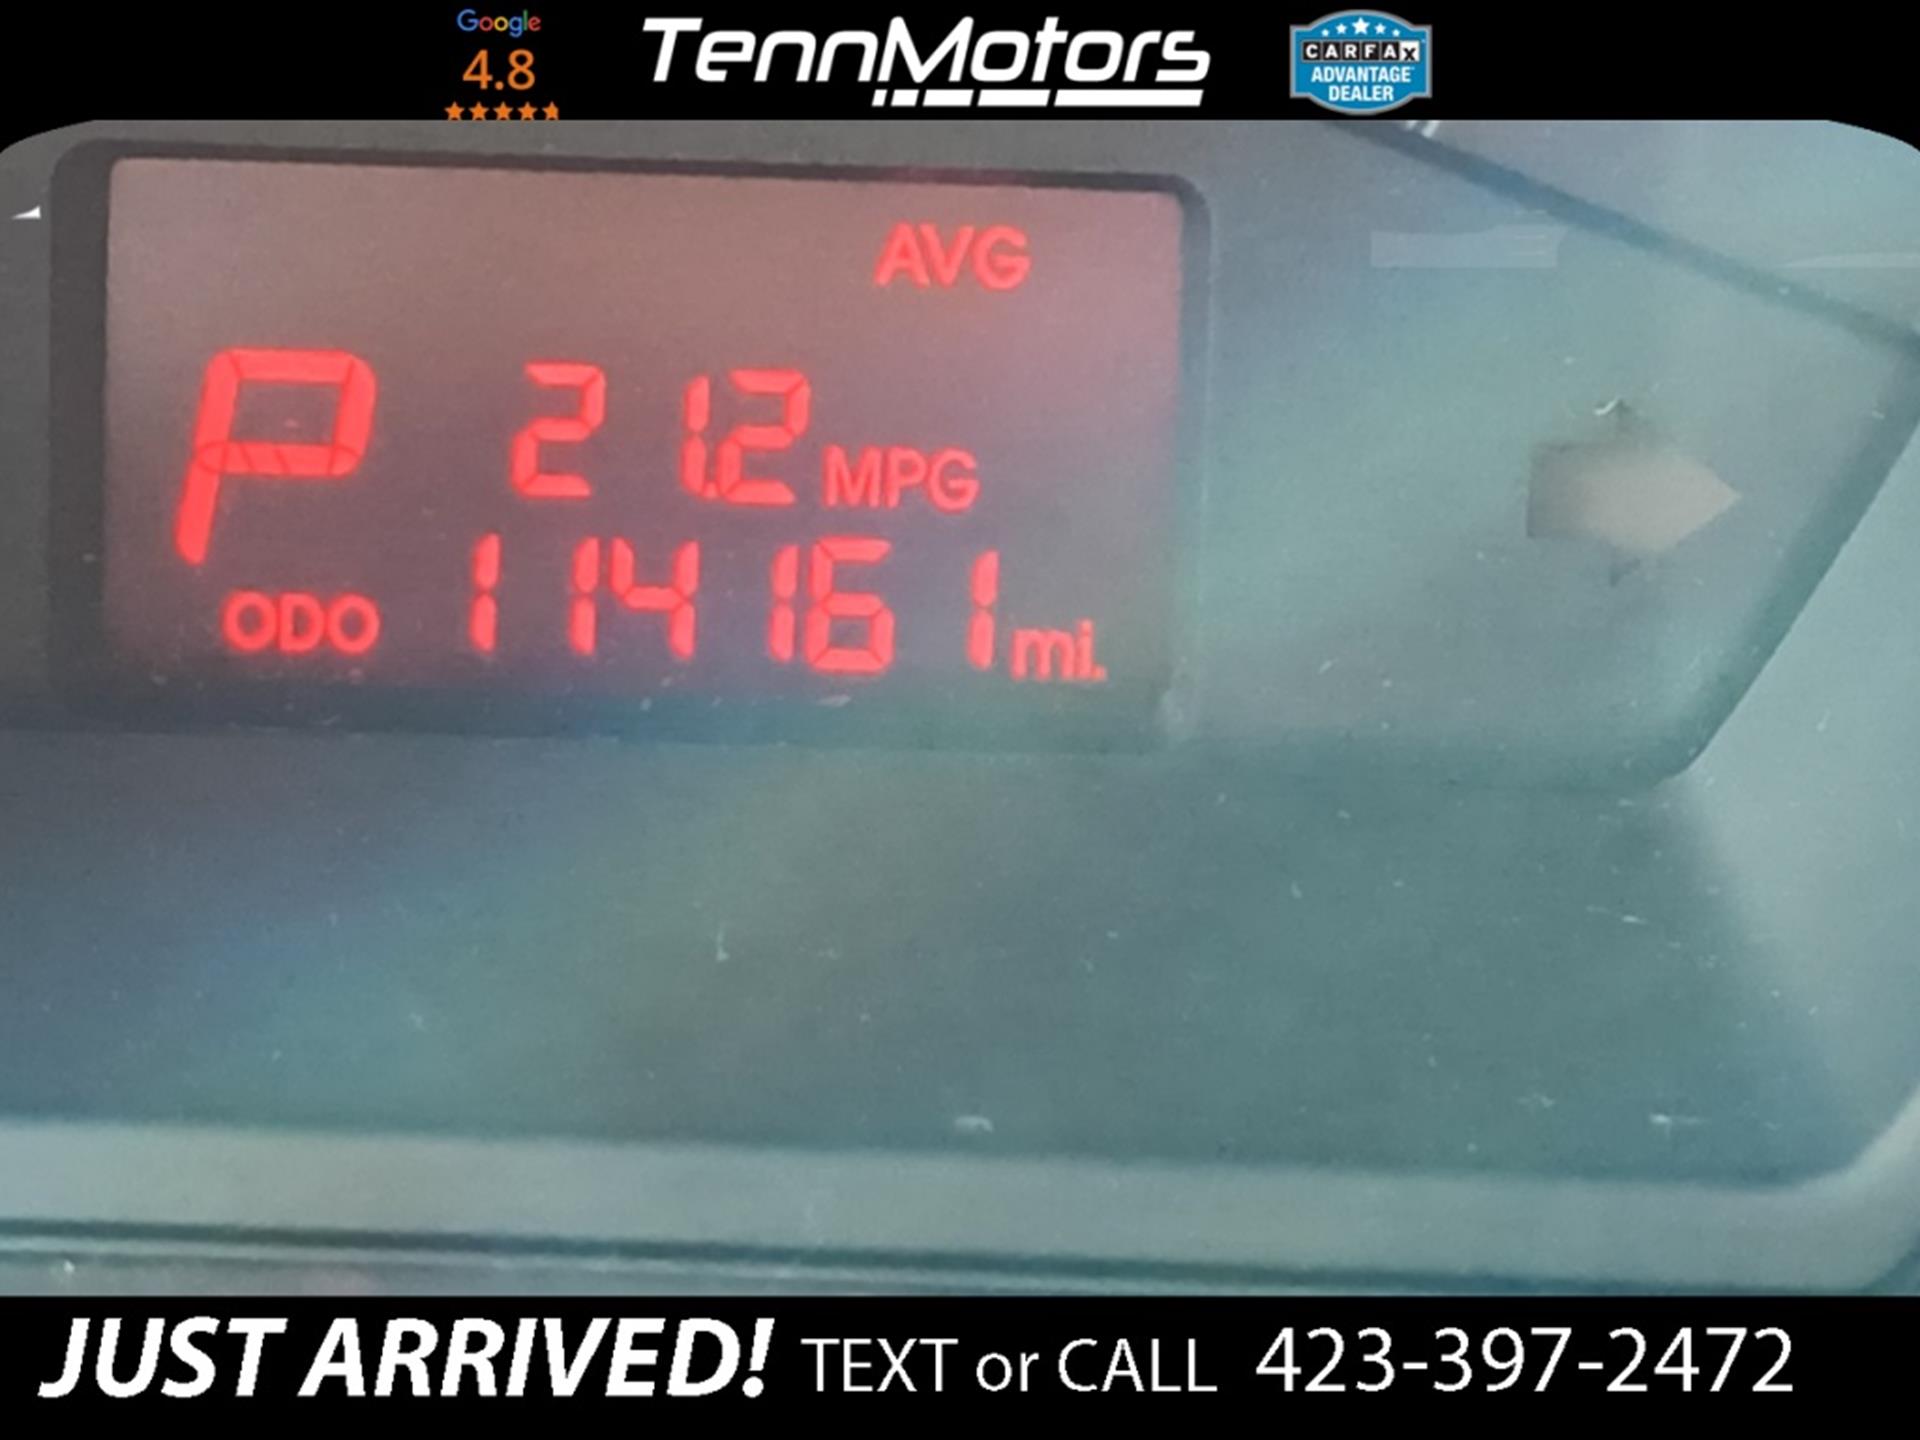 Google
4.8
TennMotors
CARFAX
ADVANTAGE
DEALER
AVG
P 21.2 MPG
ODO 114161 mi.
JUST ARRIVED! TEXT or CALL 423-397-2472